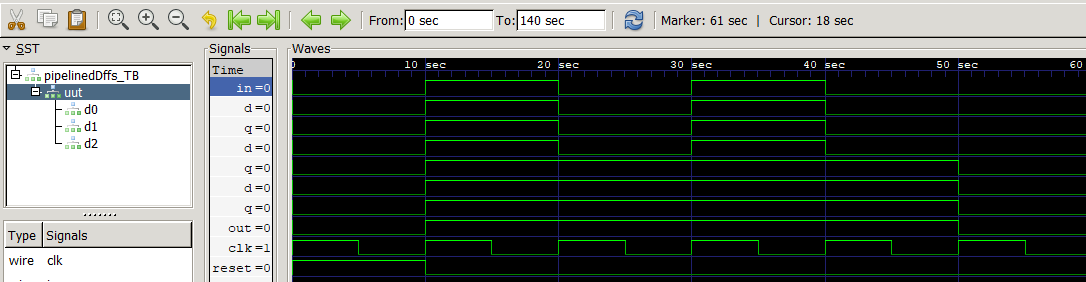 From: 0 sec To: 140 sec Marker: 61 sec | Cursor: 18 sec
SST
pipelinedDffs_TB
uut
d0
d1
d2
Type Signals
wire clk
Signals
Time
in=0
d=0
q=0
d=0
q=0
d=0
q=0
out=0
clk=1
reset=0
Waves
0 10 sec 20 sec 30 sec 40 sec 50 sec 60